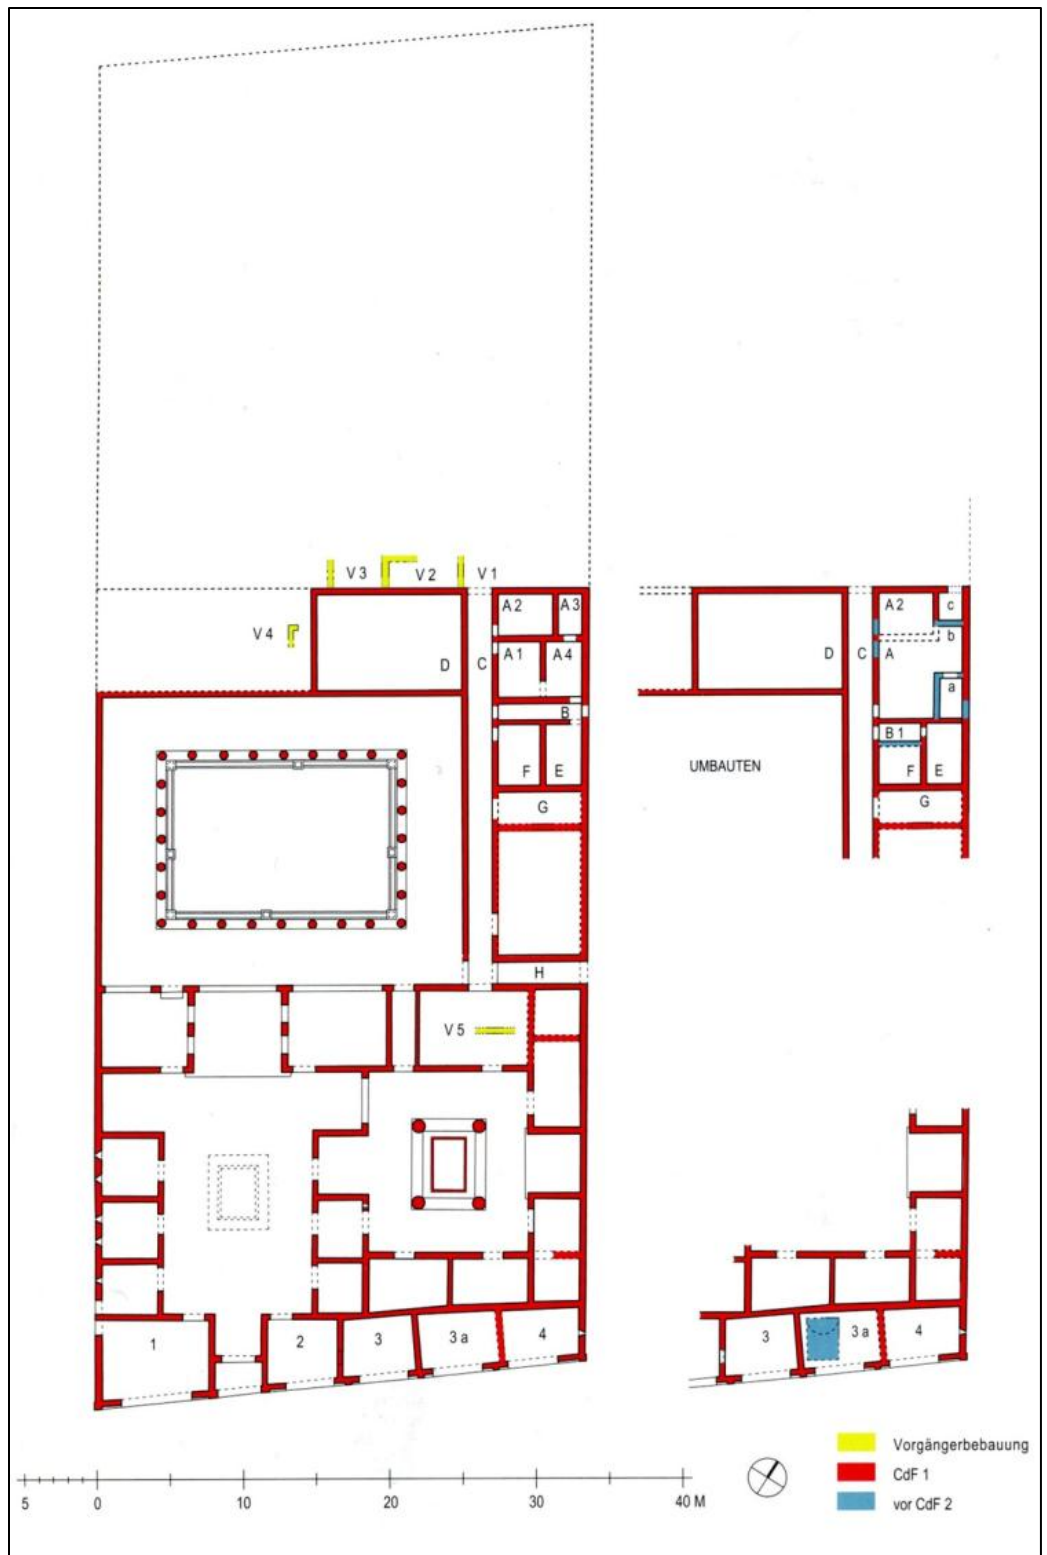 V 3 V 2 V 1
V 4
A 2 A 3
A 1 A 4
D C
B
F E
G
H
V 5
1 2 3 3 a 4
A 2 c
b
D C A
a
B 1
F E
G
UMBAUTEN
3 3 a 4
5 0 10 20 30 40 M
Vorgängerbebauung
CdF 1
vor CdF 2